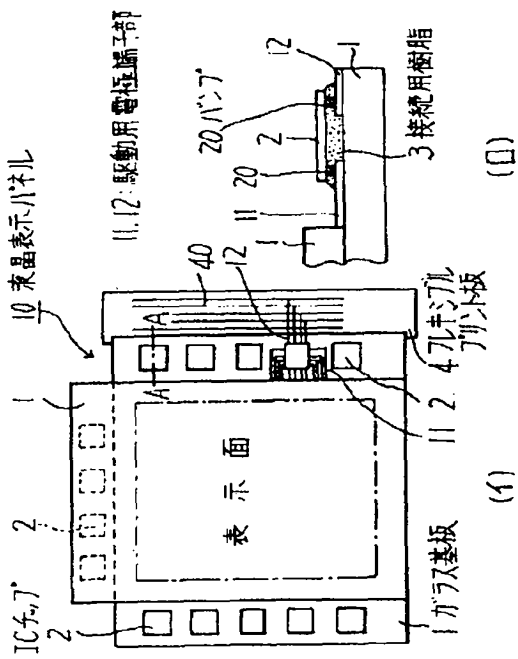 10 液晶表示パネル
ICチップ
2
2
1
A
A
40
12
表示面
11
2
1 ガラス基板
4 フレキシブル
プリント板
(イ)
11.12:駆動用電極端子部
20 バンプ
20
2
11
12
1
1
3 接続用樹脂
(ロ)